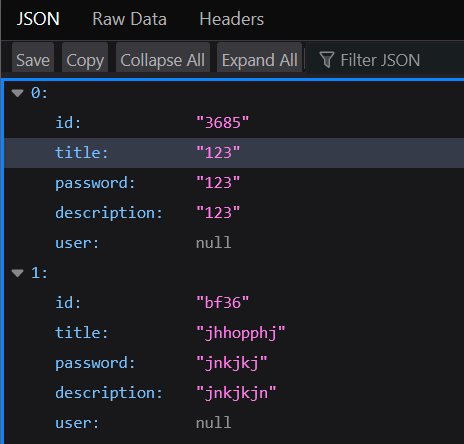 JSON Raw Data Headers
Save Copy Collapse All Expand All Filter JSON
0:
id: "3685"
title: "123"
password: "123"
description: "123"
user: null
1:
id: "bf36"
title: "jhhopphj"
password: "jnkjkj"
description: "jnkjkjn"
user: null